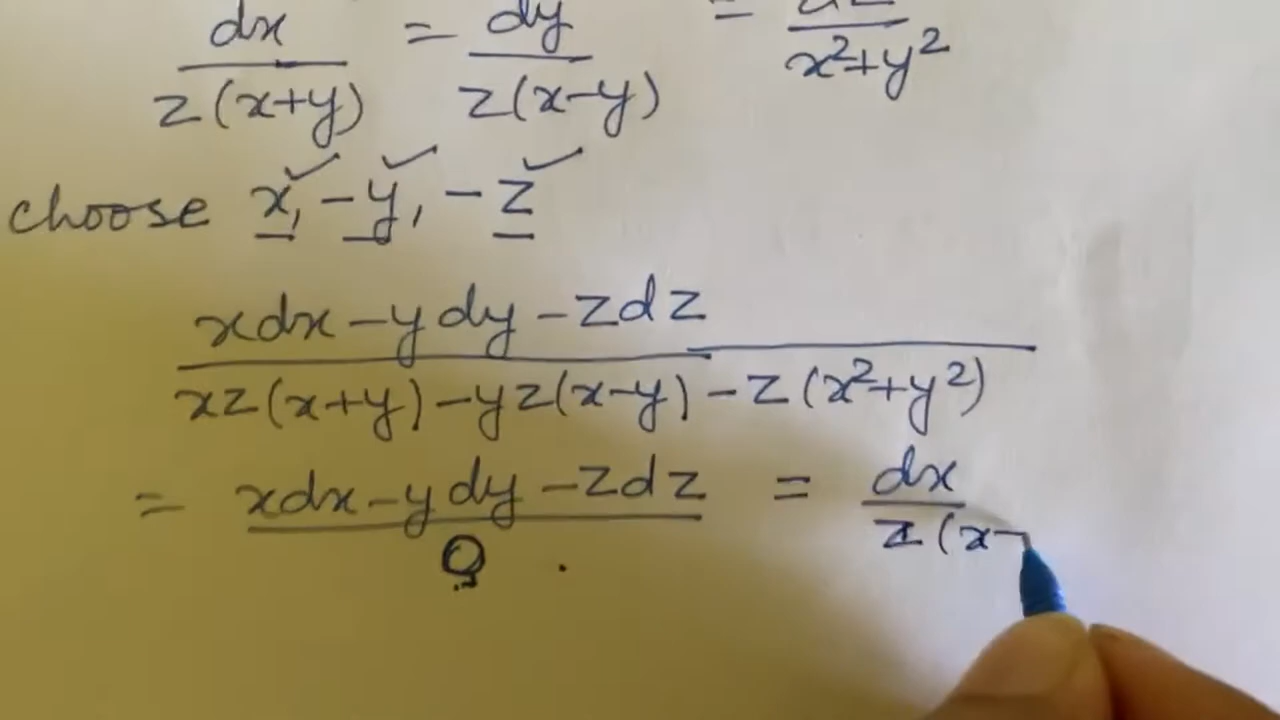 dx/z(x+y) = dy/z(x-y) = dz/x²+y²
choose x, -y, -z
xdx-ydy-zdz/xz(x+y)-yz(x-y)-z(x²+y²)
= xdx-ydy-zdz/0 . = dx/z(x